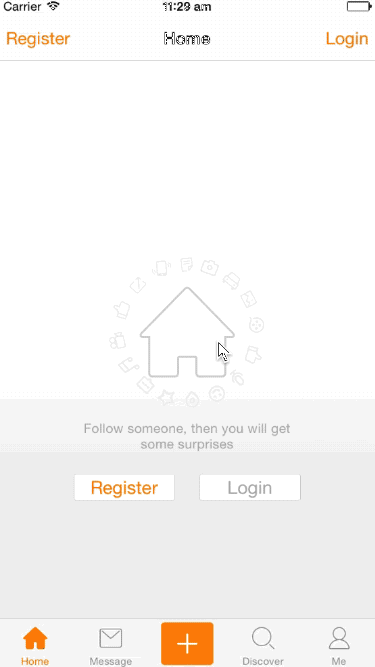 Carrier 11:29 am
Register Home Login
Follow someone, then you will get
some surprises
Register Login
Home Message Discover Me